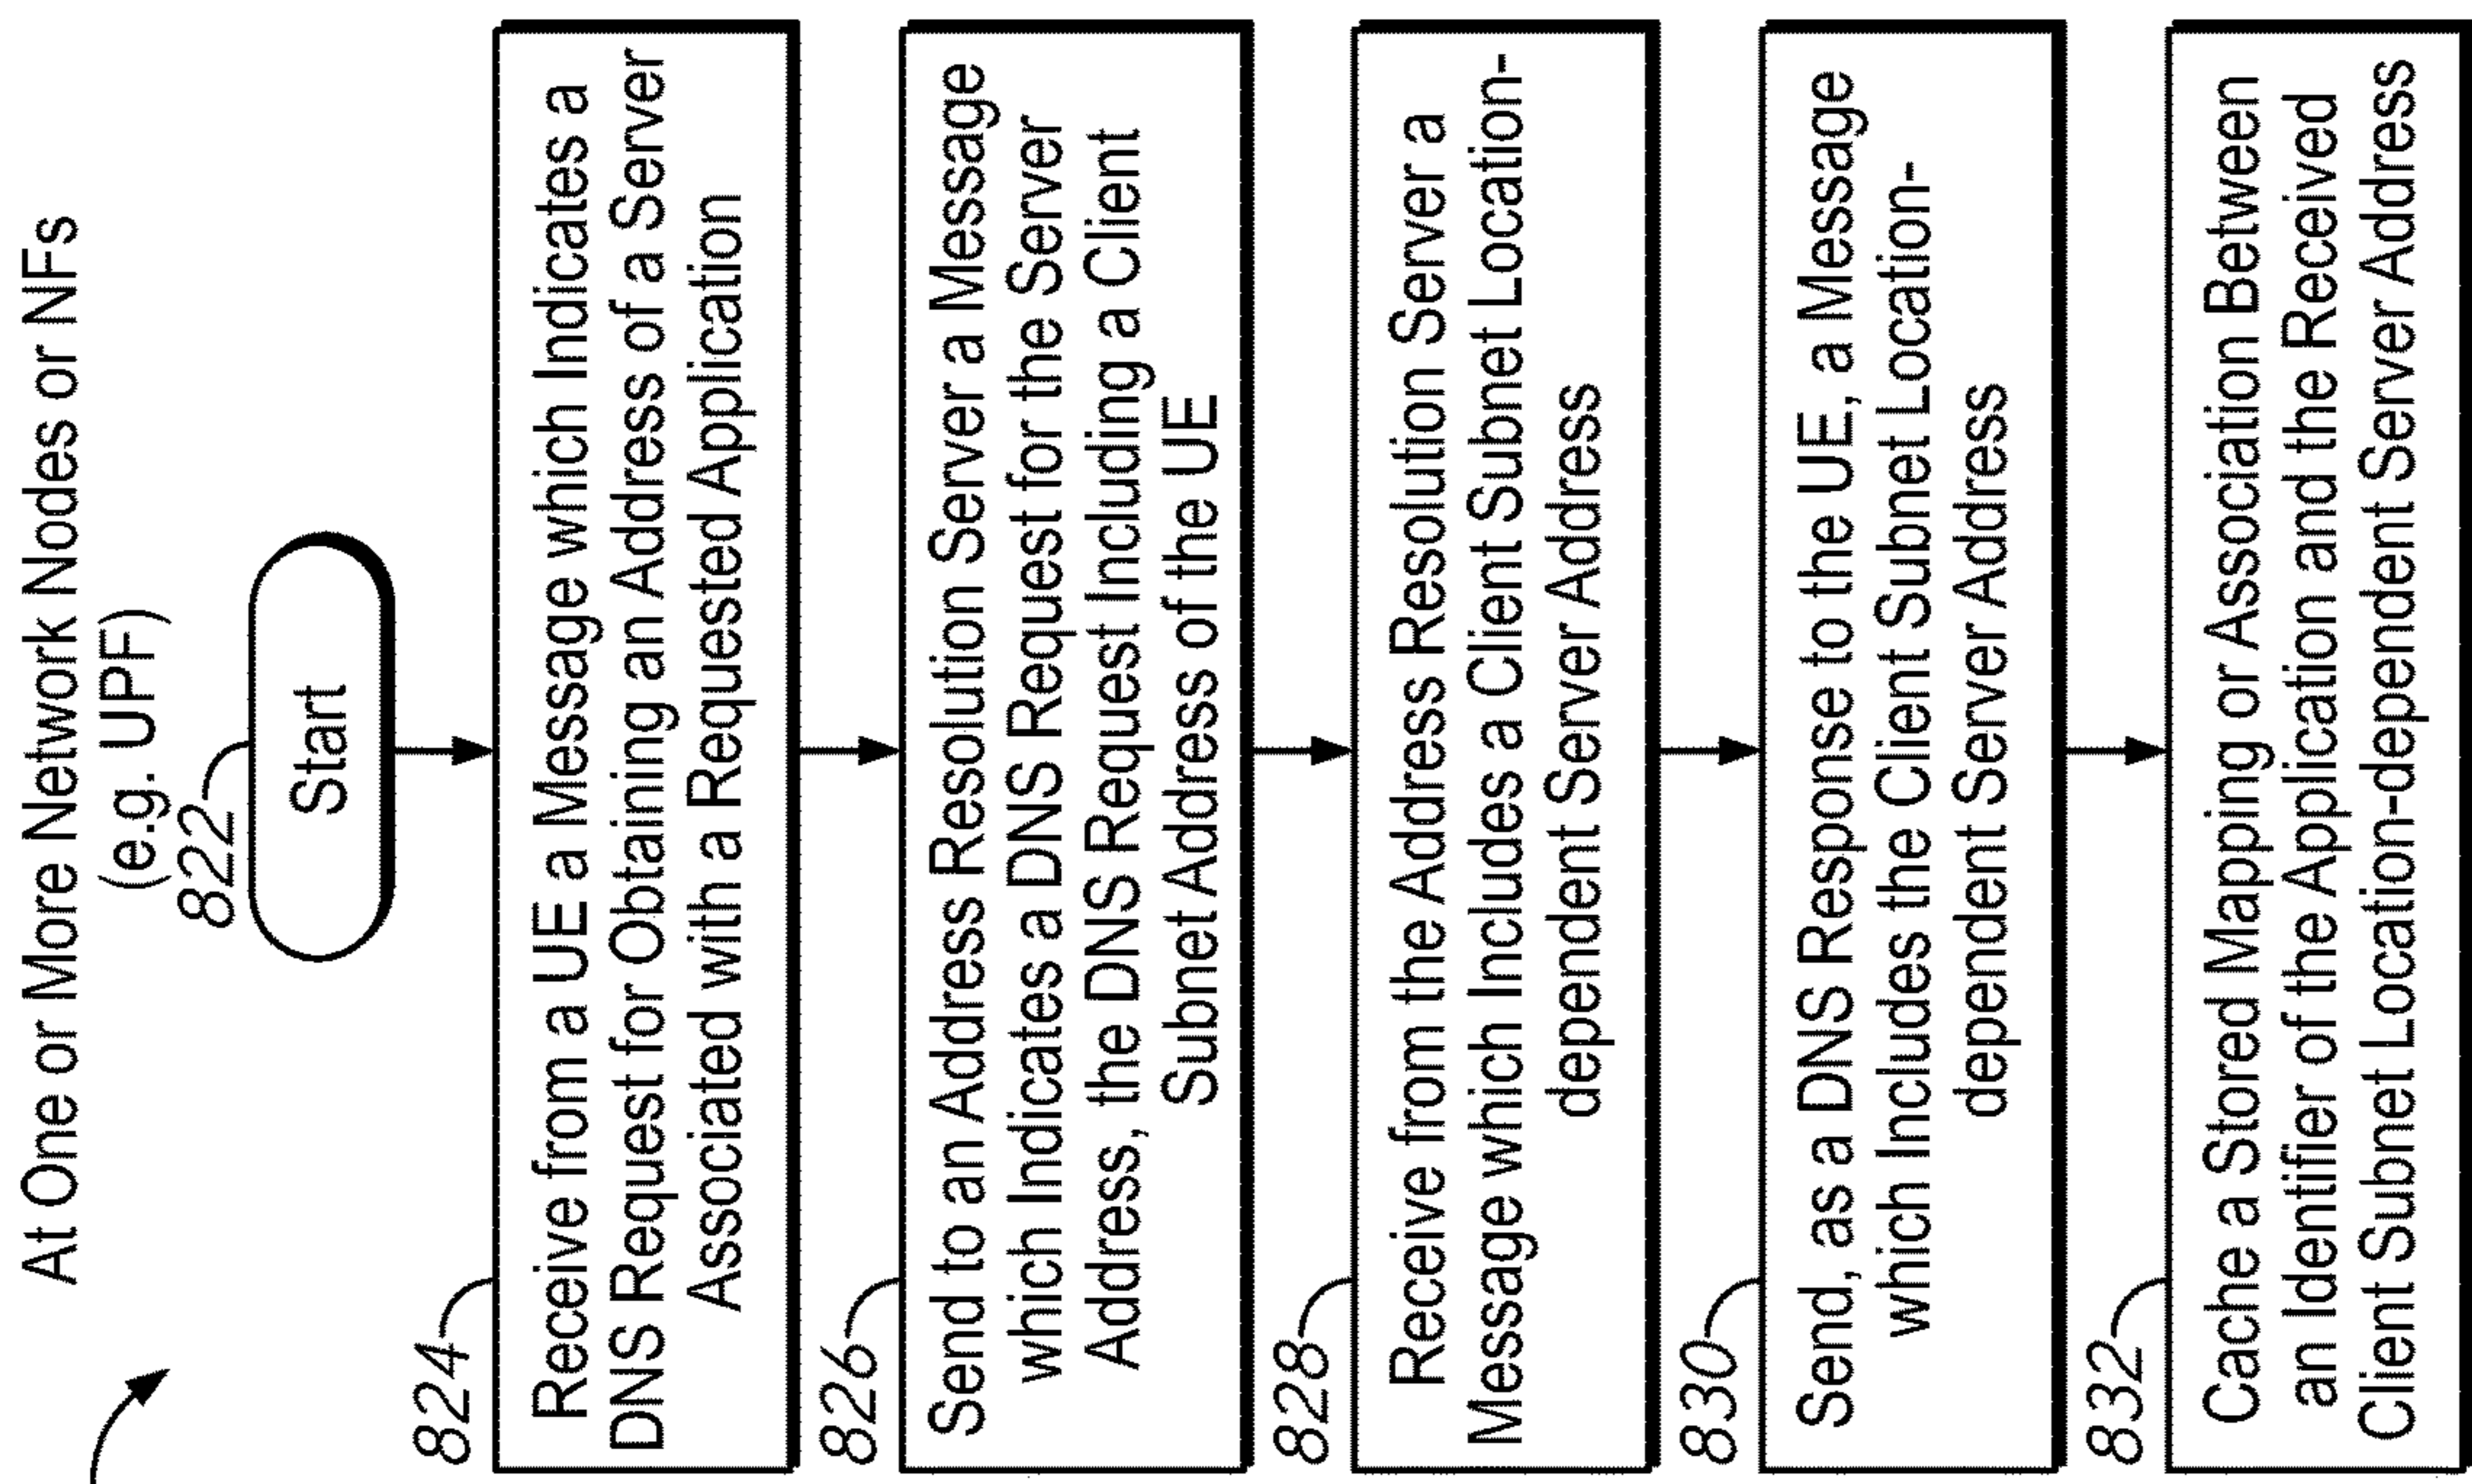 At One or More Network Nodes or NFs
(e.g. UPF)
822
Start
824
Receive from a UE a Message which Indicates a
DNS Request for Obtaining an Address of a Server
Associated with a Requested Application
826
Send to an Address Resolution Server a Message
which Indicates a DNS Request for the Server
Address, the DNS Request Including a Client
Subnet Address of the UE
828
Receive from the Address Resolution Server a
Message which Includes a Client Subnet Location-
dependent Server Address
830
Send, as a DNS Response to the UE, a Message
which Includes the Client Subnet Location-
dependent Server Address
832
Cache a Stored Mapping or Association Between
an Identifier of the Application and the Received
Client Subnet Location-dependent Server Address